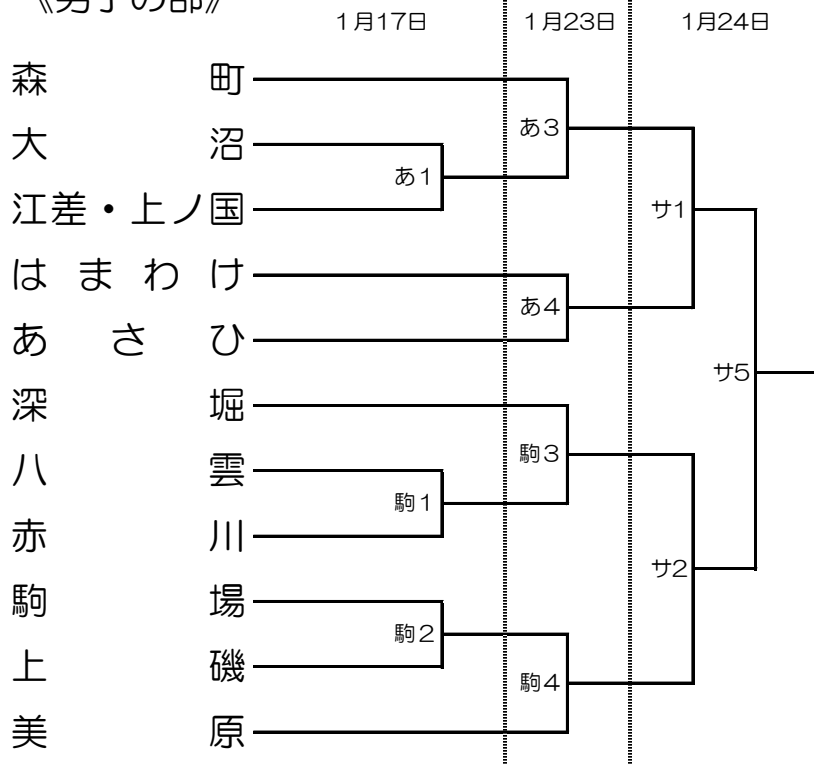 《男子の部》
1月17日 1月23日 1月24日
森町
あ3
大沼
あ1
江差・上ノ国
サ1
はまわけ
あ4
あさひ
サ5
深堀
駒3
八雲
駒1
赤川
サ2
駒場
駒2
上磯
駒4
美原